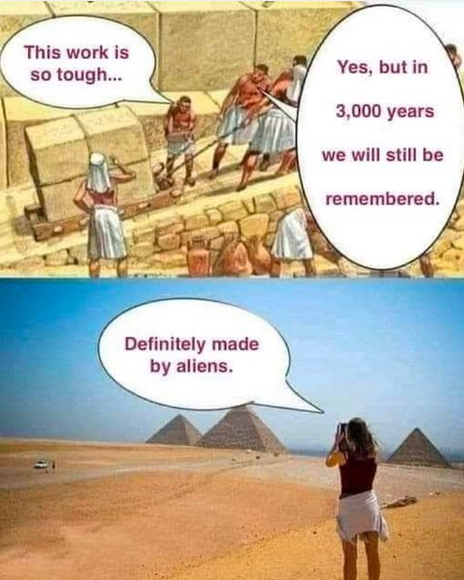 This work is
so tough...
Yes, but in
3,000 years
we will still be
remembered.
Definitely made
by aliens.